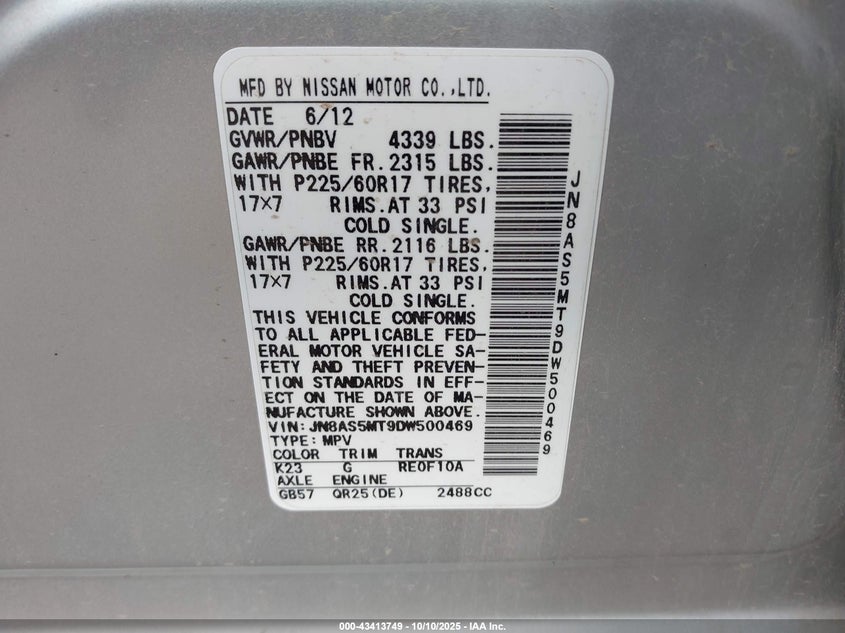 MFD BY NISSAN MOTOR CO.,LTD.
DATE 6/12
GVWR/PNBV 4339 LBS.
GAWR/PNBE FR. 2315 LBS.
WITH P225/60R17 TIRES,
17×7 RIMS.AT 33 PSI
COLD SINGLE.
GAWR/PNBE RR. 2116 LBS.
WITH P225/60R17 TIRES,
17×7 RIMS.AT 33 PSI
COLD SINGLE.
THIS VEHICLE CONFORMS
TO ALL APPLICABLE FED-
ERAL MOTOR VEHICLE SA-
FETY AND THEFT PREVEN-
TION STANDARDS IN EFF-
ECT ON THE DATE OF MA-
NUFACTURE SHOWN ABOVE.
VIN: JN8AS5MT9DW500469
TYPE: MPV
COLOR TRIM TRANS
K23 G RE0F10A
AXLE ENGINE
GB57 QR25(DE) 2488CC
JN8AS5MT9DW500469
000-43413749 - 10/10/2025 - IAA Inc.